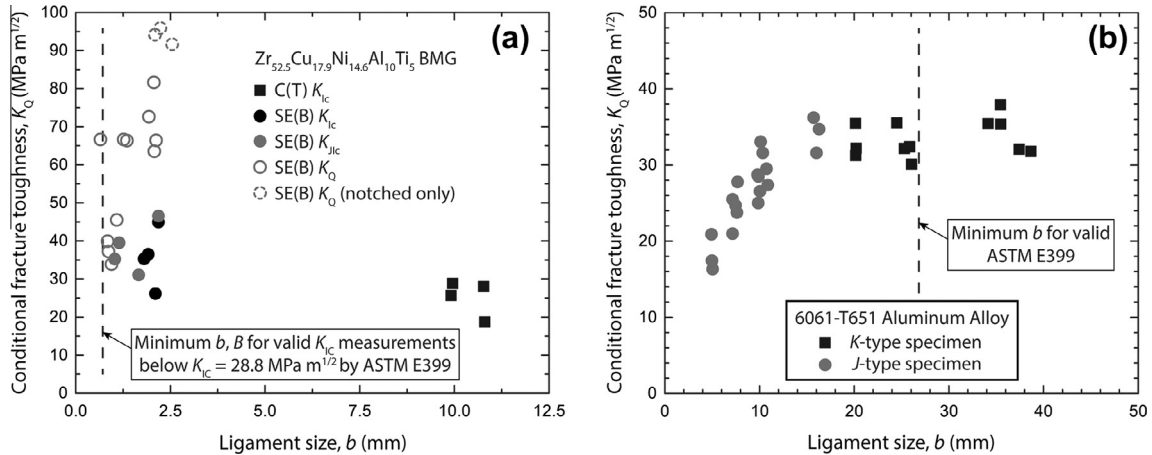 (a)
Conditional fracture toughness, K_Q (MPa m^1/2)
100
90
80
70
60
50
40
30
20
10
0
Zr52.5Cu17.9Ni14.6Al10Ti5 BMG
C(T) K_Ic
SE(B) K_Ic
SE(B) K_JIc
SE(B) K_Q
SE(B) K_Q (notched only)
Minimum b, B for valid K_IC measurements
below K_IC = 28.8 MPa m^1/2 by ASTM E399
0.0 2.5 5.0 7.5 10.0 12.5
Ligament size, b (mm)
(b)
Conditional fracture toughness, K_Q (MPa m^1/2)
50
40
30
20
10
0
Minimum b for valid
ASTM E399
6061-T651 Aluminum Alloy
K-type specimen
J-type specimen
0 10 20 30 40 50
Ligament size, b (mm)